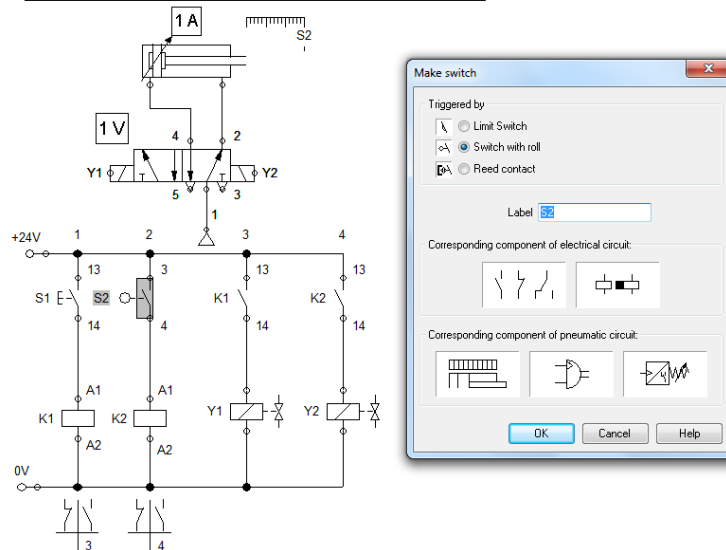 1 A
S2
1 V
4
2
Y1
Y2
5
3
1
+24V
1
2
3
4
13
3
13
13
S1
S2
K1
K2
14
4
14
14
A1
A1
K1
K2
Y1
Y2
A2
A2
0V
3
4
Make switch
Triggered by
Limit Switch
Switch with roll
Reed contact
Label S2
Corresponding component of electrical circuit:
Corresponding component of pneumatic circuit:
OK
Cancel
Help